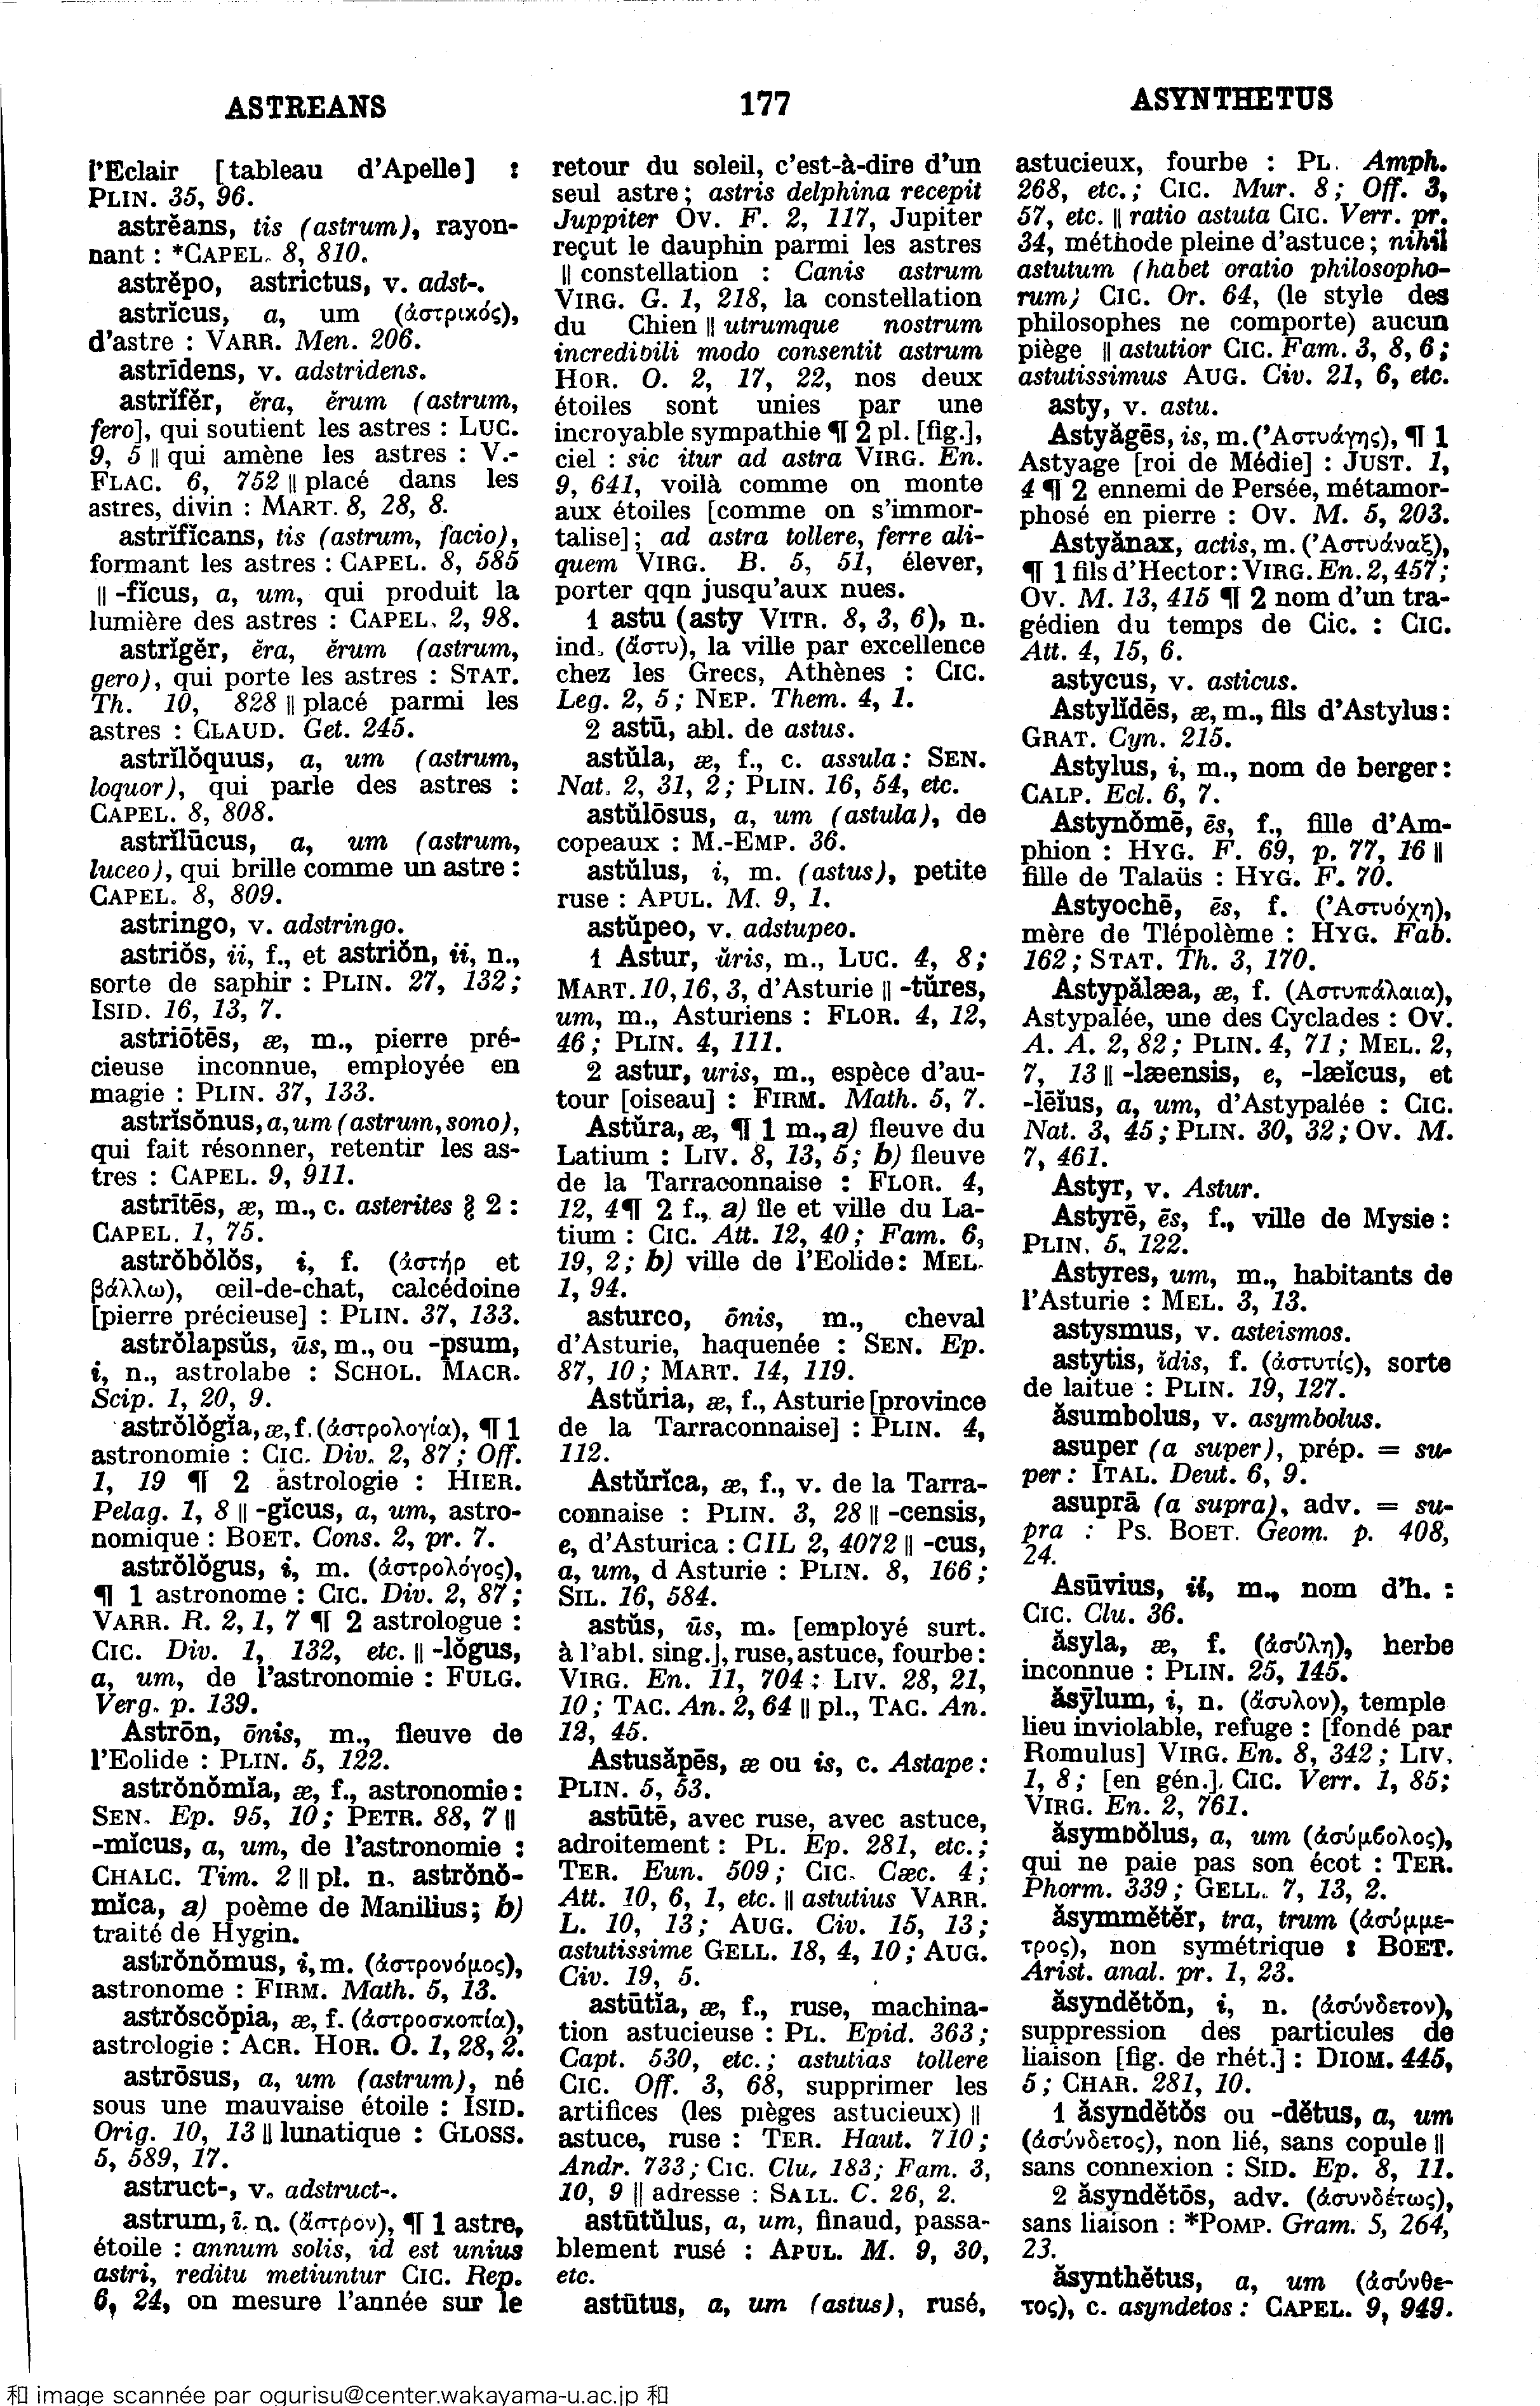 ASTREANS
177
ASYNTHETUS
l'Eclair [tableau d'Apelle] :
PLIN. 35, 96.
astrĕans, tis (astrum), rayon-
nant : *CAPEL. 8, 810.
astrĕpo, astrictus, v. adst-.
astrĭcus, a, um (ἀστρικός),
d'astre : VARR. Men. 206.
astrīdens, v. adstridens.
astrĭfĕr, ĕra, ĕrum (astrum,
fero], qui soutient les astres : LUC.
9, 5 || qui amène les astres : V.-
FLAC. 6, 752 || placé dans les
astres, divin : MART. 8, 28, 8.
astrĭfĭcans, tis (astrum, facio),
formant les astres : CAPEL. 8, 585
|| -fĭcus, a, um, qui produit la
lumière des astres : CAPEL. 2, 98.
astrĭgĕr, ĕra, ĕrum (astrum,
gero), qui porte les astres : STAT.
Th. 10, 828 || placé parmi les
astres : CLAUD. Get. 245.
astrĭlŏquus, a, um (astrum,
loquor), qui parle des astres :
CAPEL. 8, 808.
astrĭlūcus, a, um (astrum,
luceo), qui brille comme un astre :
CAPEL. 8, 809.
astringo, v. adstringo.
astriŏs, ii, f., et astriŏn, ii, n.,
sorte de saphir : PLIN. 27, 132 ;
ISID. 16, 13, 7.
astriōtēs, æ, m., pierre pré-
cieuse inconnue, employée en
magie : PLIN. 37, 133.
astrĭsŏnus, a, um (astrum, sono),
qui fait résonner, retentir les as-
tres : CAPEL. 9, 911.
astrītēs, æ, m., c. asterites § 2 :
CAPEL. 1, 75.
astrŏbŏlŏs, i, f. (ἀστήρ et
βάλλω), œil-de-chat, calcédoine
[pierre précieuse] : PLIN. 37, 133.
astrŏlapsŭs, ūs, m., ou -psum,
i, n., astrolabe : SCHOL. MACR.
Scip. 1, 20, 9.
astrŏlŏgĭa, æ, f. (ἀστρολογία), ¶ 1
astronomie : CIC. Div. 2, 87 ; Off.
1, 19 ¶ 2 astrologie : HIER.
Pelag. 1, 8 || -gĭcus, a, um, astro-
nomique : BOET. Cons. 2, pr. 7.
astrŏlŏgus, i, m. (ἀστρολόγος),
¶ 1 astronome : CIC. Div. 2, 87 ;
VARR. R. 2, 1, 7 ¶ 2 astrologue :
CIC. Div. 1, 132, etc. || -lŏgus,
a, um, de l'astronomie : FULG.
Verg. p. 139.
Astrōn, ōnis, m., fleuve de
l'Eolide : PLIN. 5, 122.
astrŏnŏmĭa, æ, f., astronomie :
SEN. Ep. 95, 10 ; PETR. 88, 7 ||
-mĭcus, a, um, de l'astronomie :
CHALC. Tim. 2 || pl. n. astrŏnŏ-
mĭca, a) poème de Manilius ; b)
traité de Hygin.
astrŏnŏmus, i, m. (ἀστρονόμος),
astronome : FIRM. Math. 5, 13.
astrŏscŏpia, æ, f. (ἀστροσκοπία),
astrologie : ACR. HOR. O. 1, 28, 2.
astrōsus, a, um (astrum), né
sous une mauvaise étoile : ISID.
Orig. 10, 13 || lunatique : GLOSS.
5, 589, 17.
astruct-, v. adstruct-.
astrum, ī. n. (ἄστρον), ¶ 1 astre,
étoile : annum solis, id est unius
astri, reditu metiuntur CIC. Rep.
6, 24, on mesure l'année sur le
retour du soleil, c'est-à-dire d'un
seul astre ; astris delphina recepit
Juppiter OV. F. 2, 117, Jupiter
reçut le dauphin parmi les astres
|| constellation : Canis astrum
VIRG. G. 1, 218, la constellation
du Chien || utrumque nostrum
incredibili modo consentit astrum
HOR. O. 2, 17, 22, nos deux
étoiles sont unies par une
incroyable sympathie ¶ 2 pl. [fig.],
ciel : sic itur ad astra VIRG. En.
9, 641, voilà comme on monte
aux étoiles [comme on s'immor-
talise] ; ad astra tollere, ferre ali-
quem VIRG. B. 5, 51, élever,
porter qqn jusqu'aux nues.
1 astu (asty VITR. 8, 3, 6), n.
ind. (ἄστυ), la ville par excellence
chez les Grecs, Athènes : CIC.
Leg. 2, 5 ; NEP. Them. 4, 1.
2 astū, abl. de astus.
astŭla, æ, f., c. assula : SEN.
Nat. 2, 31, 2 ; PLIN. 16, 54, etc.
astŭlōsus, a, um (astula), de
copeaux : M.-EMP. 36.
astŭlus, i, m. (astus), petite
ruse : APUL. M. 9, 1.
astŭpeo, v. adstupeo.
1 Astur, ŭris, m., LUC. 4, 8 ;
MART. 10, 16, 3, d'Asturie || -tŭres,
um, m., Asturiens : FLOR. 4, 12,
46 ; PLIN. 4, 111.
2 astur, uris, m., espèce d'au-
tour [oiseau] : FIRM. Math. 5, 7.
Astŭra, æ, ¶ 1 m., a) fleuve du
Latium : LIV. 8, 13, 5 ; b) fleuve
de la Tarraconnaise : FLOR. 4,
12, 4 ¶ 2 f., a) île et ville du La-
tium : CIC. Att. 12, 40 ; Fam. 6,
19, 2 ; b) ville de l'Eolide : MEL.
1, 94.
asturco, ōnis, m., cheval
d'Asturie, haquenée : SEN. Ep.
87, 10 ; MART. 14, 119.
Astŭria, æ, f., Asturie [province
de la Tarraconnaise] : PLIN. 4,
112.
Astŭrĭca, æ, f., v. de la Tarra-
connaise : PLIN. 3, 28 || -censis,
e, d'Asturica : CIL 2, 4072 || -cus,
a, um, d Asturie : PLIN. 8, 166 ;
SIL. 16, 584.
astŭs, ūs, m. [employé surt.
à l'abl. sing.], ruse, astuce, fourbe :
VIRG. En. 11, 704 : LIV. 28, 21,
10 ; TAC. An. 2, 64 || pl., TAC. An.
12, 45.
Astusăpēs, æ ou is, c. Astape :
PLIN. 5, 53.
astūtē, avec ruse, avec astuce,
adroitement : PL. Ep. 281, etc. ;
TER. Eun. 509 ; CIC. Cæc. 4 ;
Att. 10, 6, 1, etc. || astutius VARR.
L. 10, 13 ; AUG. Civ. 15, 13 ;
astutissime GELL. 18, 4, 10 ; AUG.
Civ. 19, 5.
astūtĭa, æ, f., ruse, machina-
tion astucieuse : PL. Epid. 363 ;
Capt. 530, etc. ; astutias tollere
CIC. Off. 3, 68, supprimer les
artifices (les pièges astucieux) ||
astuce, ruse : TER. Haut. 710 ;
Andr. 733 ; CIC. Clu. 183 ; Fam. 3,
10, 9 || adresse : SALL. C. 26, 2.
astūtŭlus, a, um, finaud, passa-
blement rusé : APUL. M. 9, 30,
etc.
astūtus, a, um (astus), rusé,
astucieux, fourbe : PL. Amph.
268, etc. ; CIC. Mur. 8 ; Off. 3,
57, etc. || ratio astuta CIC. Verr. pr.
34, méthode pleine d'astuce ; nihil
astutum (habet oratio philosopho-
rum) CIC. Or. 64, (le style des
philosophes ne comporte) aucun
piège || astutior CIC. Fam. 3, 8, 6 ;
astutissimus AUG. Civ. 21, 6, etc.
asty, v. astu.
Astyăgēs, is, m. (Ἀστυάγης), ¶ 1
Astyage [roi de Médie] : JUST. 1,
4 ¶ 2 ennemi de Persée, métamor-
phosé en pierre : OV. M. 5, 203.
Astyănax, actis, m. (Ἀστυάναξ),
¶ 1 fils d'Hector : VIRG. En. 2, 457 ;
OV. M. 13, 415 ¶ 2 nom d'un tra-
gédien du temps de Cic. : CIC.
Att. 4, 15, 6.
astycus, v. asticus.
Astylĭdēs, æ, m., fils d'Astylus :
GRAT. Cyn. 215.
Astylus, i, m., nom de berger :
CALP. Ecl. 6, 7.
Astynŏmē, ēs, f., fille d'Am-
phion : HYG. F. 69, p. 77, 16 ||
fille de Talaüs : HYG. F. 70.
Astyochē, ēs, f. (Ἀστυόχη),
mère de Tlépolème : HYG. Fab.
162 ; STAT. Th. 3, 170.
Astypălæa, æ, f. (Αστυπάλαια),
Astypalée, une des Cyclades : OV.
A. A. 2, 82 ; PLIN. 4, 71 ; MEL. 2,
7, 13 || -læensis, e, -læĭcus, et
-lēĭus, a, um, d'Astypalée : CIC.
Nat. 3, 45 ; PLIN. 30, 32 ; OV. M.
7, 461.
Astyr, v. Astur.
Astyrē, ēs, f., ville de Mysie :
PLIN. 5, 122.
Astyres, um, m., habitants de
l'Asturie : MEL. 3, 13.
astysmus, v. asteismos.
astytis, ĭdis, f. (ἀστυτίς), sorte
de laitue : PLIN. 19, 127.
ăsumbolus, v. asymbolus.
asuper (a super), prép. = su-
per : ITAL. Deut. 6, 9.
asuprā (a supra), adv. = su-
pra : PS. BOET. Geom. p. 408,
24.
Asūvius, ii, m., nom d'h. :
CIC. Clu. 36.
ăsyla, æ, f. (ἀσύλη), herbe
inconnue : PLIN. 25, 145.
ăsȳlum, i, n. (ἄσυλον), temple
lieu inviolable, refuge : [fondé par
Romulus] VIRG. En. 8, 342 ; LIV.
1, 8 ; [en gén.]. CIC. Verr. 1, 85 ;
VIRG. En. 2, 761.
ăsymbŏlus, a, um (ἀσύμβολος),
qui ne paie pas son écot : TER.
Phorm. 339 ; GELL. 7, 13, 2.
ăsymmĕtĕr, tra, trum (ἀσύμμε-
τρος), non symétrique : BOET.
Arist. anal. pr. 1, 23.
ăsyndĕtŏn, i, n. (ἀσύνδετον),
suppression des particules de
liaison [fig. de rhét.] : DIOM. 445,
5 ; CHAR. 281, 10.
1 ăsyndĕtŏs ou -dĕtus, a, um
(ἀσύνδετος), non lié, sans copule ||
sans connexion : SID. Ep. 8, 11.
2 ăsyndĕtōs, adv. (ἀσυνδέτως),
sans liaison : *POMP. Gram. 5, 264,
23.
ăsynthĕtus, a, um (ἀσύνθε-
τος), c. asyndetos : CAPEL. 9, 949.
和 image scannée par ogurisu@center.wakayama-u.ac.jp 和